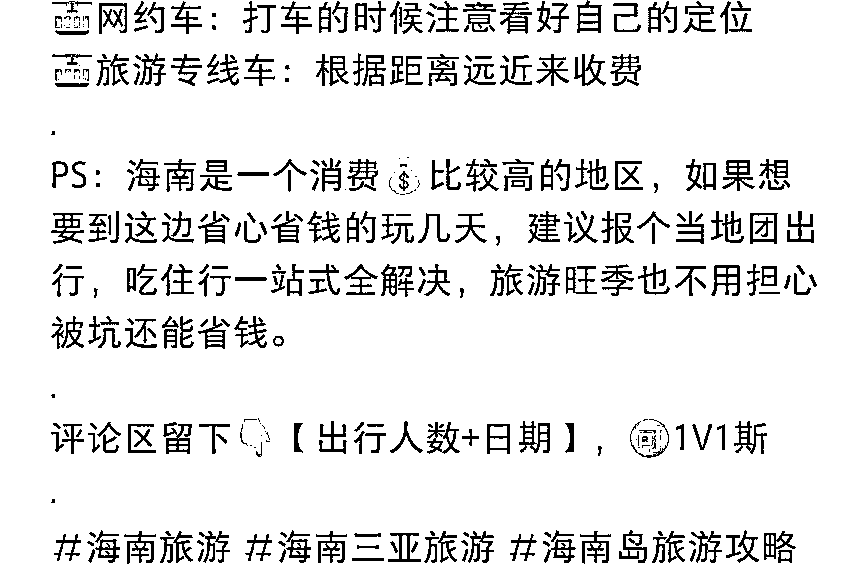 🚠网约车：打车的时候注意看好自己的定位
🚠旅游专线车：根据距离远近来收费
.
PS：海南是一个消费💰比较高的地区，如果想
要到这边省心省钱的玩几天，建议报个当地团出
行，吃住行一站式全解决，旅游旺季也不用担心
被坑还能省钱。
.
评论区留下👇【出行人数+日期】，🉑1V1斯
.
#海南旅游 #海南三亚旅游 #海南岛旅游攻略